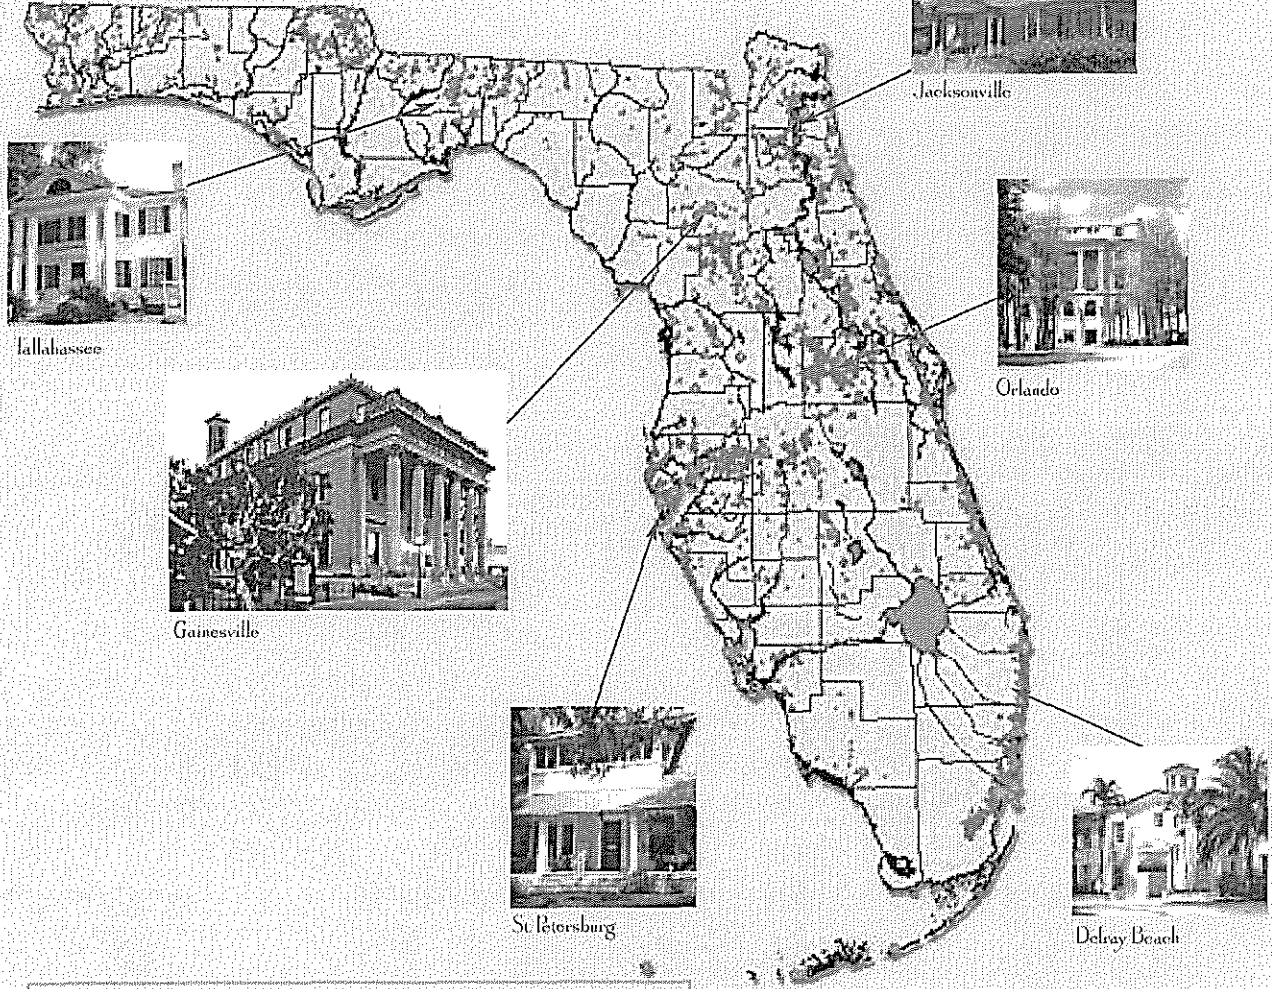 Jacksonville
Tallahassee
Orlando
Gainesville
St Petersburg
Delray Beach